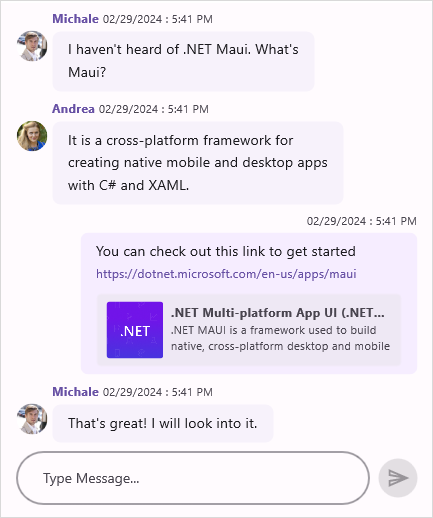 Michale 02/29/2024 : 5:41 PM
I haven't heard of .NET Maui. What's
Maui?
Andrea 02/29/2024 : 5:41 PM
It is a cross-platform framework for
creating native mobile and desktop apps
with C# and XAML.
02/29/2024 : 5:41 PM
You can check out this link to get started
https://dotnet.microsoft.com/en-us/apps/maui
.NET
.NET Multi-platform App UI (.NET...
.NET MAUI is a framework used to build
native, cross-platform desktop and mobile
Michale 02/29/2024 : 5:41 PM
That's great! I will look into it.
Type Message...